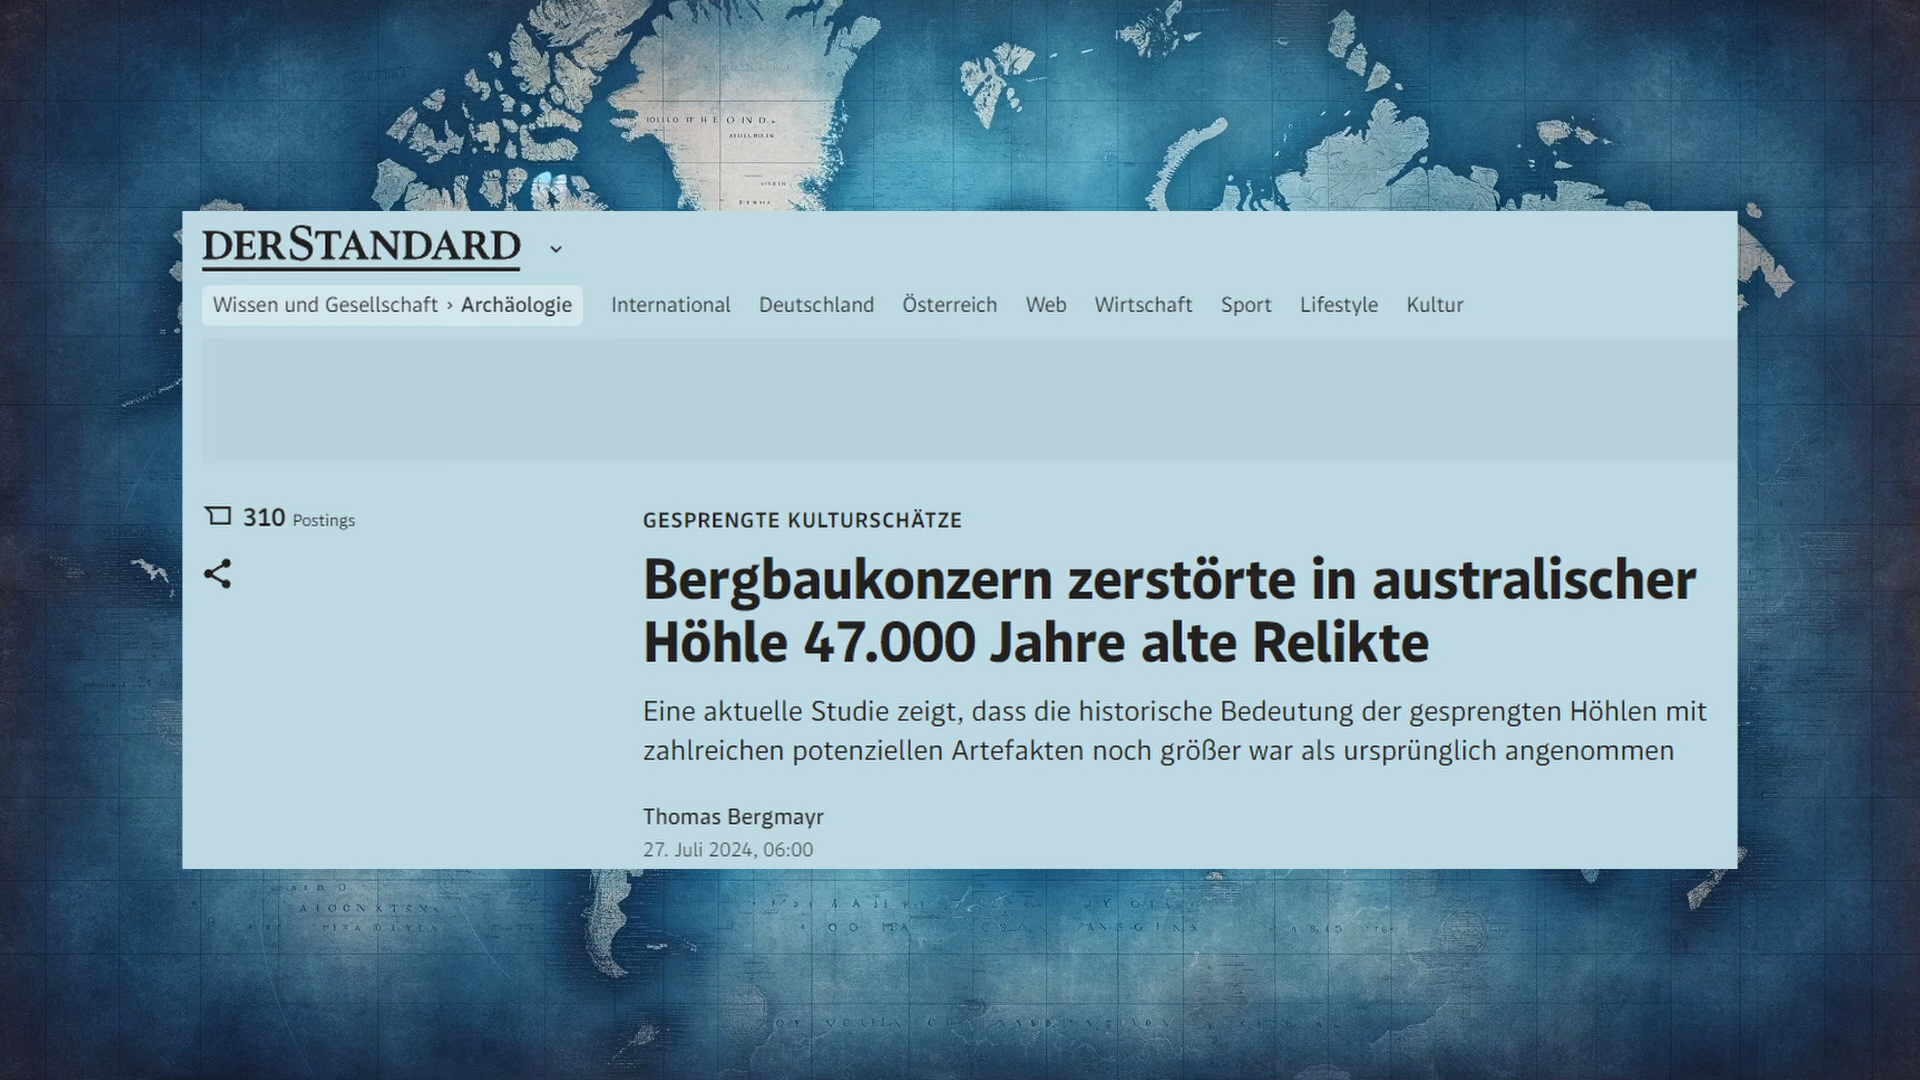 DERSTANDARD
Wissen und Gesellschaft › Archäologie International Deutschland Österreich Web Wirtschaft Sport Lifestyle Kultur
310 Postings
GESPRENGTE KULTURSCHÄTZE
Bergbaukonzern zerstörte in australischer
Höhle 47.000 Jahre alte Relikte
Eine aktuelle Studie zeigt, dass die historische Bedeutung der gesprengten Höhlen mit
zahlreichen potenziellen Artefakten noch größer war als ursprünglich angenommen
Thomas Bergmayr
27. Juli 2024, 06:00